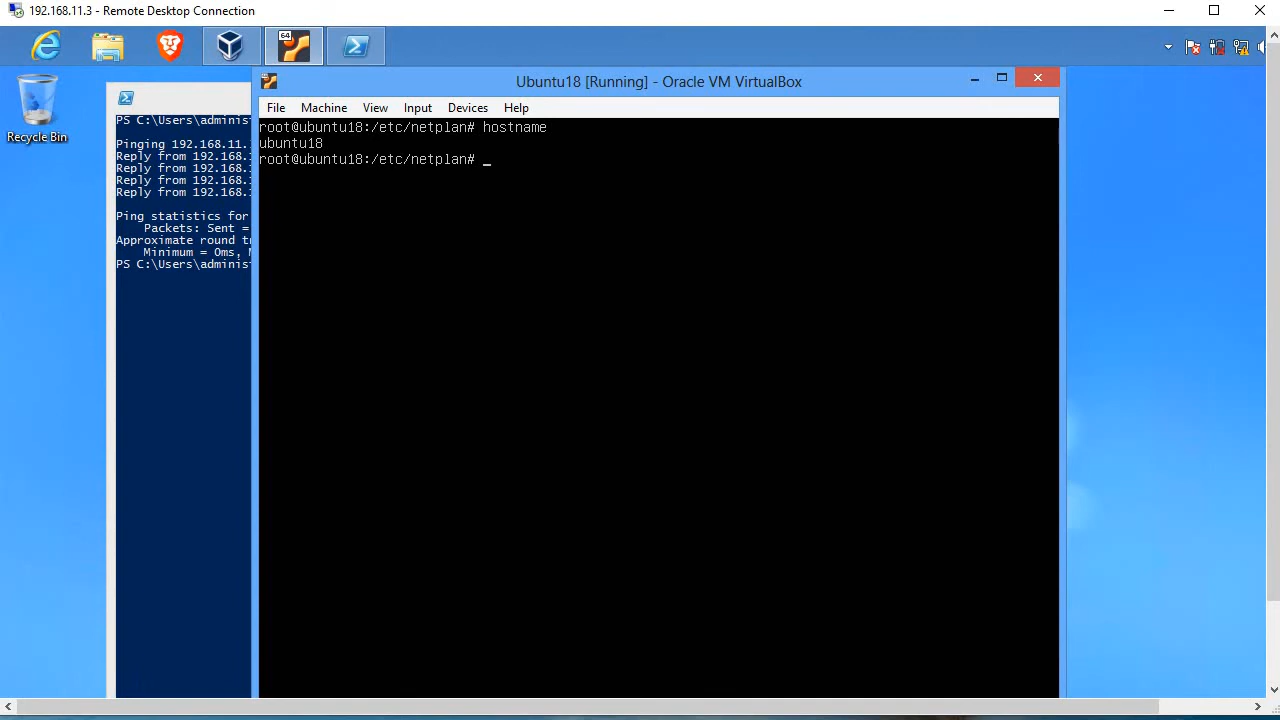 192.168.11.3 - Remote Desktop Connection
64
Recycle Bin
PS C:\Users\adminis
Pinging 192.168.11.
Reply from 192.168.
Reply from 192.168.
Reply from 192.168.
Reply from 192.168.
Ping statistics for
Packets: Sent =
Approximate round t
Minimum = 0ms,
PS C:\Users\adminis
Ubuntu18 [Running] - Oracle VM VirtualBox
File Machine View Input Devices Help
root@ubuntu18:/etc/netplan# hostname
ubuntu18
root@ubuntu18:/etc/netplan# _